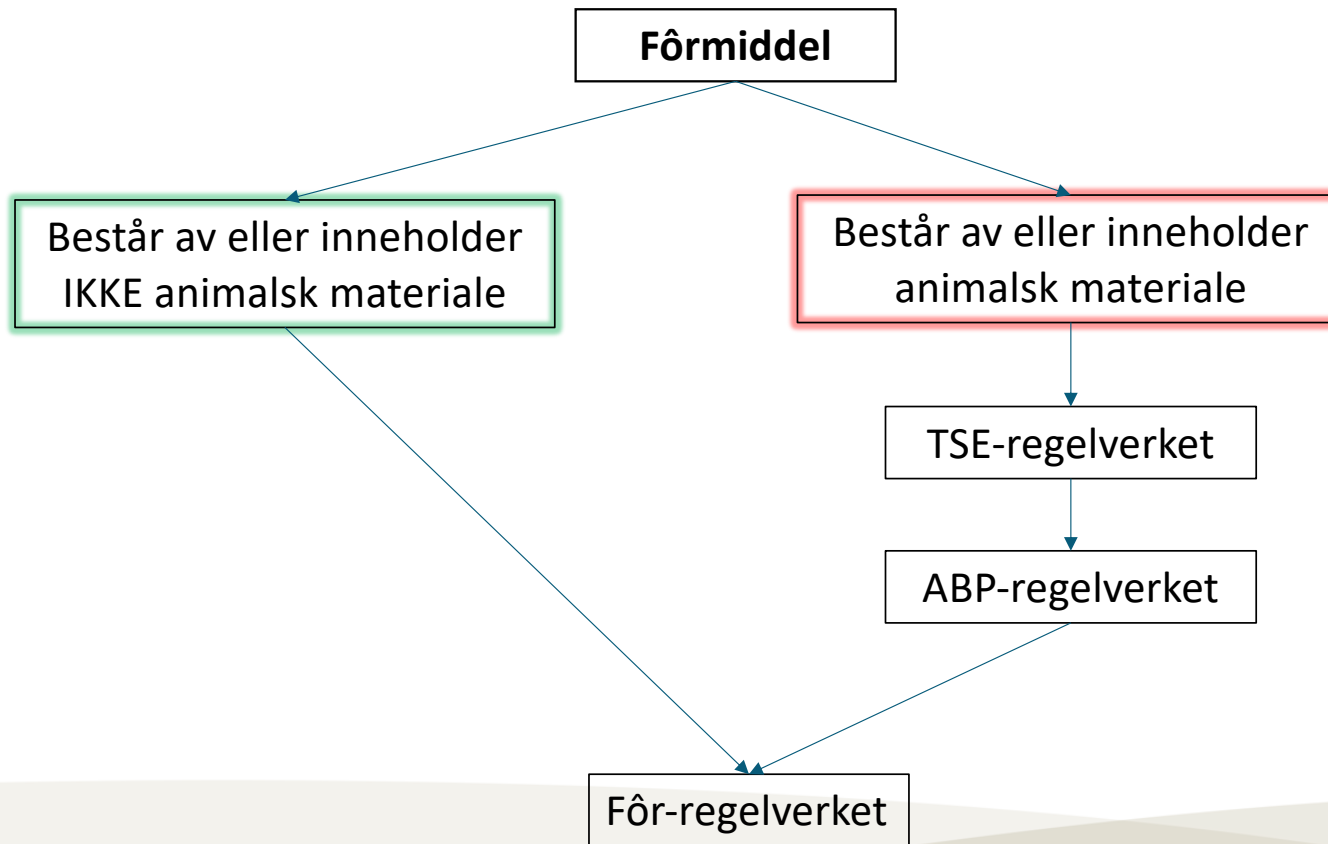 Fôrmiddel
Består av eller inneholder
IKKE animalsk materiale
Består av eller inneholder
animalsk materiale
TSE-regelverket
ABP-regelverket
Fôr-regelverket